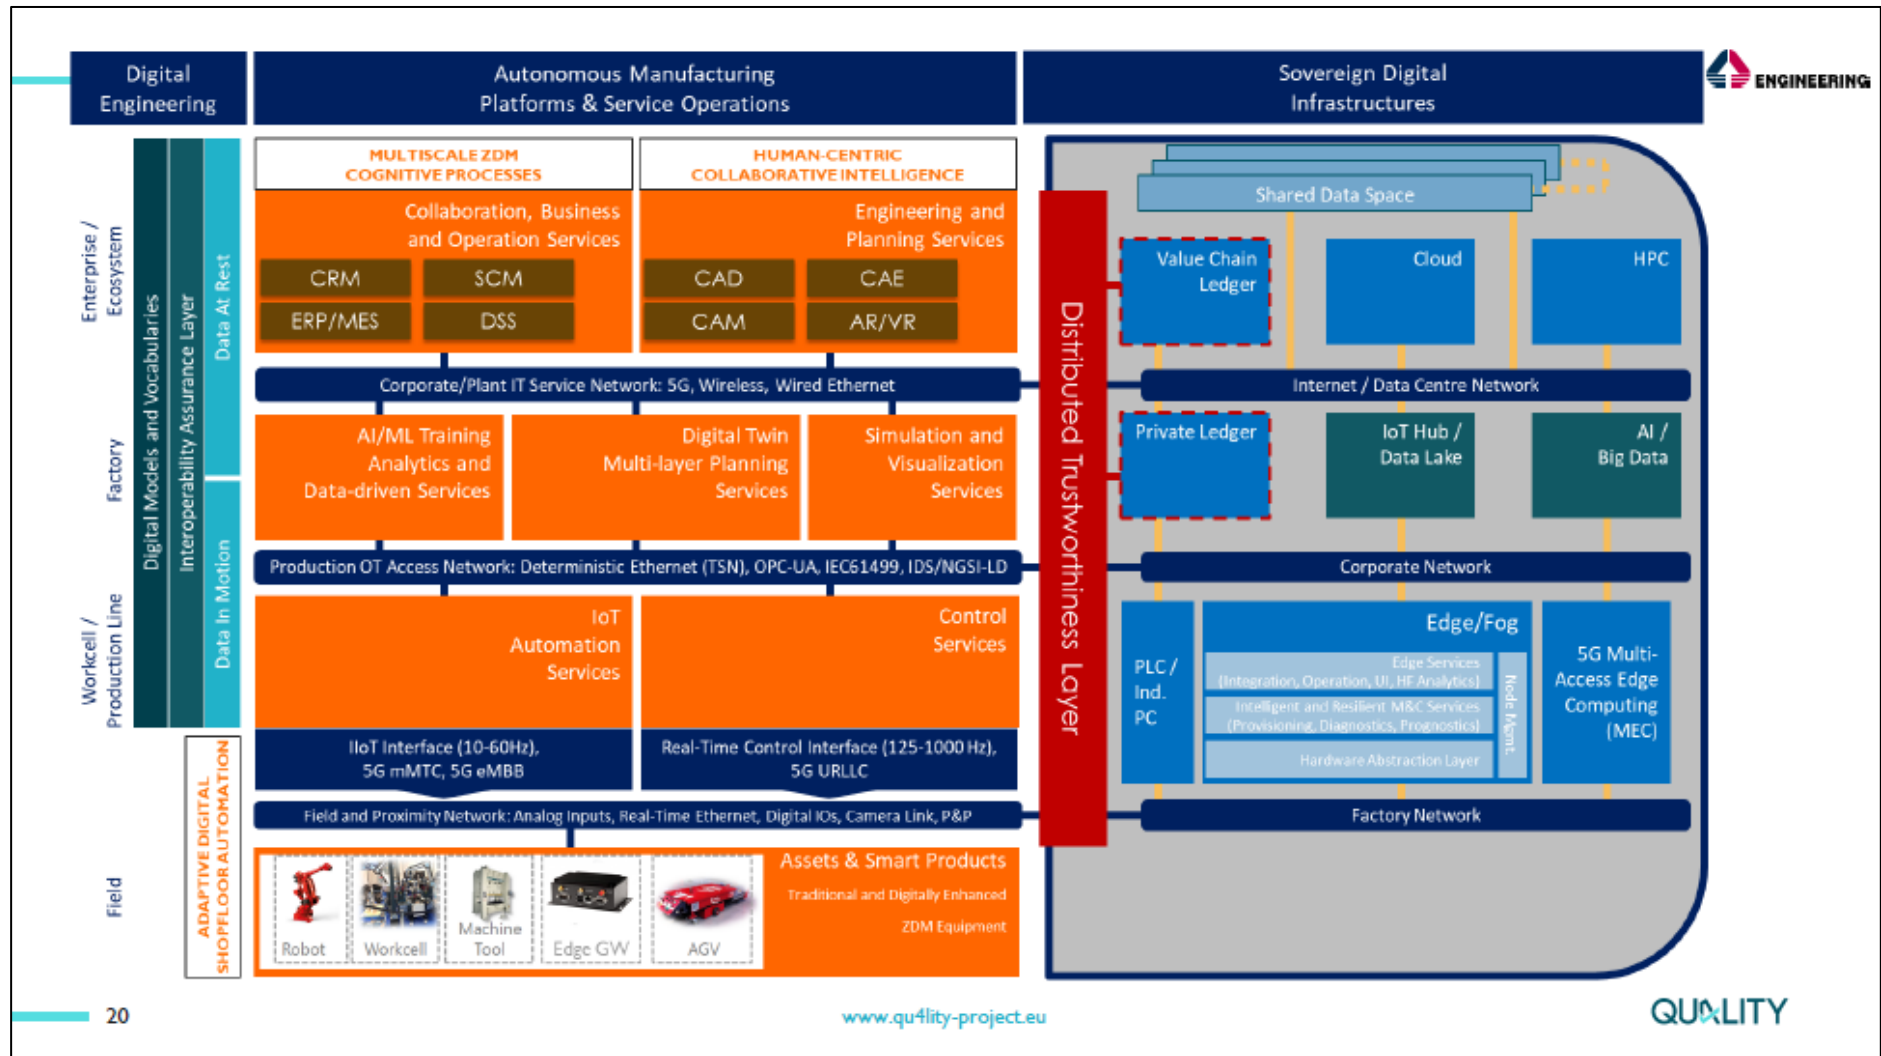 Digital
Engineering
Autonomous Manufacturing
Platforms & Service Operations
Sovereign Digital
Infrastructures
ENGINEERING
Enterprise /
Ecosystem
Factory
Workcell /
Production Line
Field
Digital Models and Vocabularies
Interoperability Assurance Layer
Data At Rest
Data In Motion
ADAPTIVE DIGITAL
SHOPFLOOR AUTOMATION
MULTISCALE ZDM
COGNITIVE PROCESSES
HUMAN-CENTRIC
COLLABORATIVE INTELLIGENCE
Collaboration, Business
and Operation Services
CRM
SCM
ERP/MES
DSS
Engineering and
Planning Services
CAD
CAE
CAM
AR/VR
Corporate/Plant IT Service Network: 5G, Wireless, Wired Ethernet
AI/ML Training
Analytics and
Data-driven Services
Digital Twin
Multi-layer Planning
Services
Simulation and
Visualization
Services
Production OT Access Network: Deterministic Ethernet (TSN), OPC-UA, IEC61499, IDS/NGSI-LD
IoT
Automation
Services
Control
Services
IIoT Interface (10-60Hz),
5G mMTC, 5G eMBB
Real-Time Control Interface (125-1000 Hz),
5G URLLC
Field and Proximity Network: Analog Inputs, Real-Time Ethernet, Digital IOs, Camera Link, P&P
Robot
Workcell
Machine
Tool
Edge GW
AGV
Assets & Smart Products
Traditional and Digitally Enhanced
ZDM Equipment
Distributed Trustworthiness Layer
Shared Data Space
Value Chain
Ledger
Cloud
HPC
Internet / Data Centre Network
Private Ledger
IoT Hub /
Data Lake
AI /
Big Data
Corporate Network
PLC /
Ind.
PC
Edge/Fog
Edge Services
(Integration, Operation, UI, HF Analytics)
Intelligent and Resilient M&C Services
(Provisioning, Diagnostics, Prognostics)
Hardware Abstraction Layer
Node Mgmt.
5G Multi-
Access Edge
Computing
(MEC)
Factory Network
20
www.qu4lity-project.eu
QU4LITY